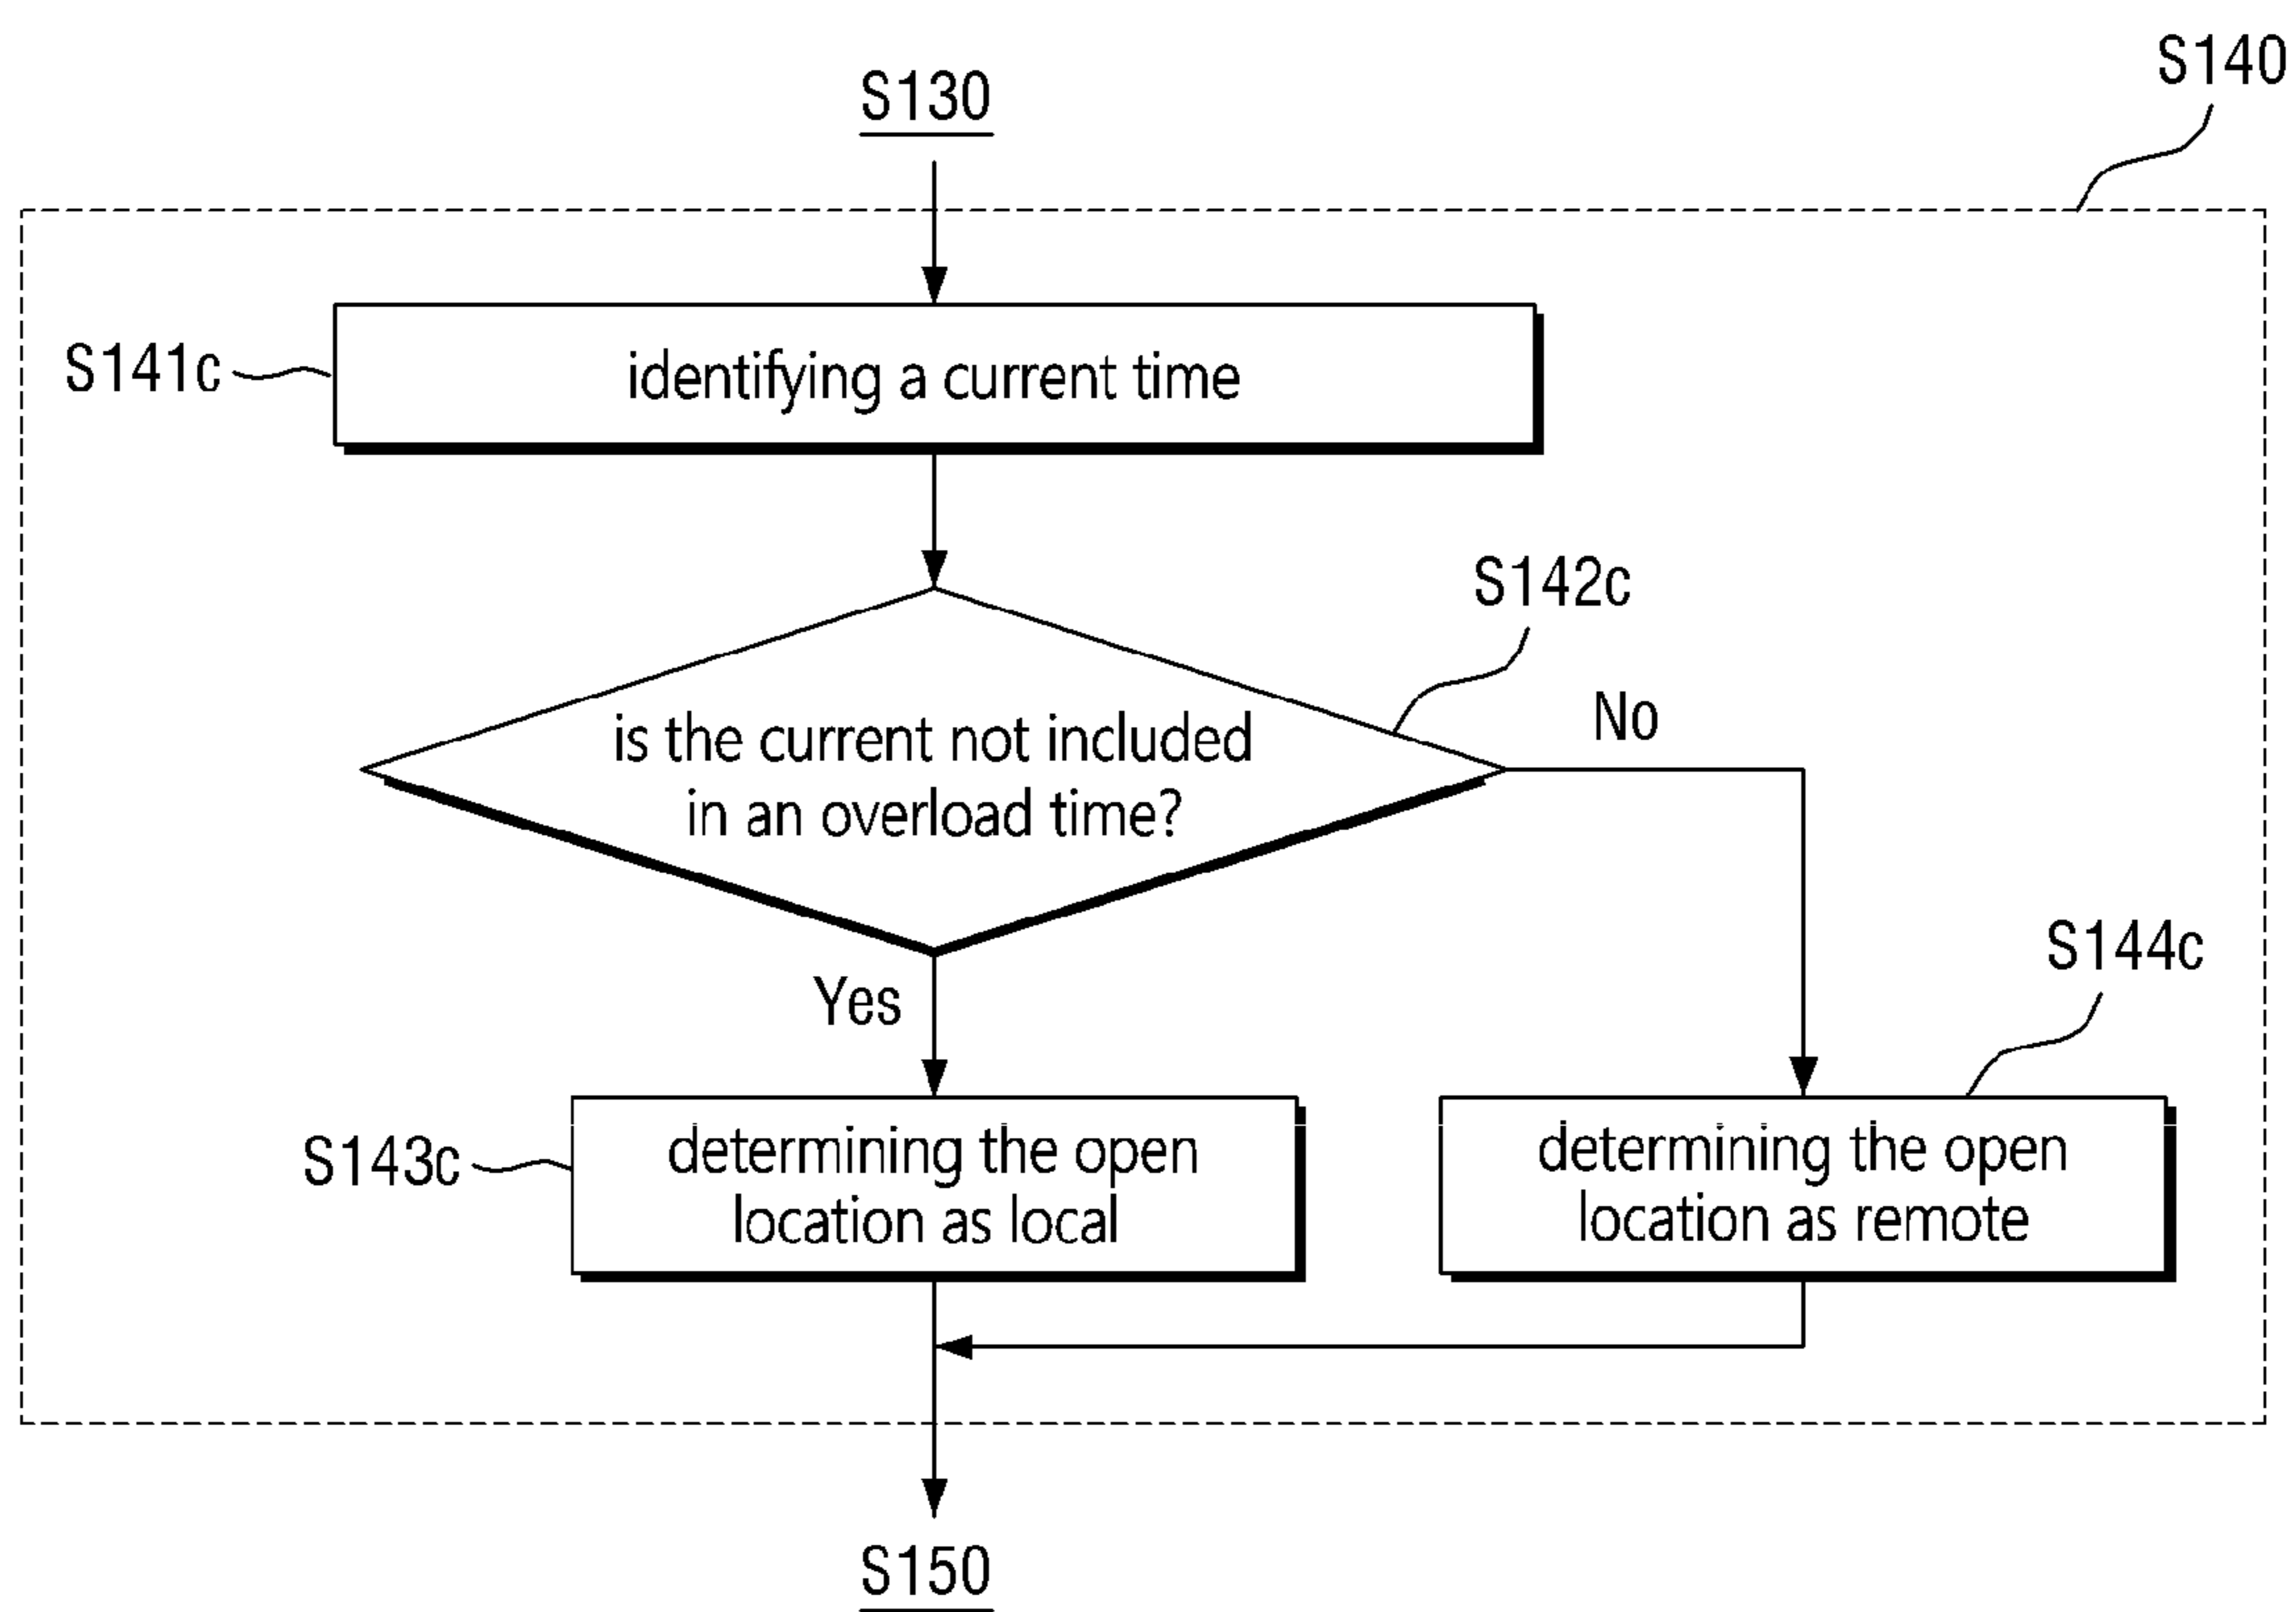 S140
S130
S141c
identifying a current time
S142c
is the current not included
in an overload time?
No
Yes
S144c
S143c
determining the open
location as local
determining the open
location as remote
S150